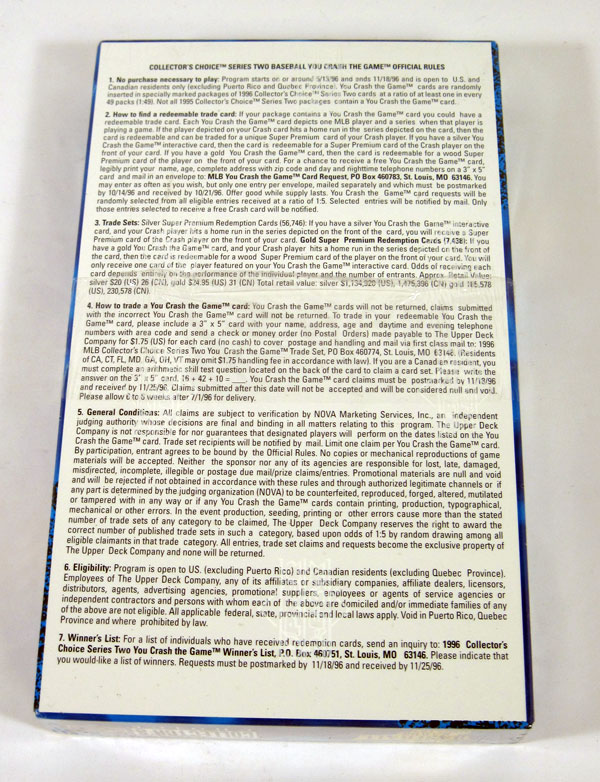 COLLECTOR'S CHOICE™ SERIES TWO BASEBALL YOU CRASH THE GAME™ OFFICIAL RULES
1. No purchase necessary to play: Program starts on or around 5/13/96 and ends 11/18/96 and is open to U.S. and
Canadian residents only (excluding Puerto Rico and Quebec Province). You Crash the Game™ cards are randomly
inserted in specially marked packages of 1996 Collector's Choice™ Series Two cards at a ratio of at least one in every
49 packs (1:49). Not all 1995 Collector's Choice™ Series Two packages contain a You Crash the Game™ card.
2. How to find a redeemable trade card: If your package contains a You Crash the Game™ card you could have a
redeemable trade card. Each You Crash the Game™ card depicts one MLB player and a series when that player is
playing a game. If the player depicted on your Crash card hits a home run in the series depicted on the card, then the
card is redeemable and can be traded for a unique Super Premium card of your Crash player. If you have a silver You
Crash the Game™ interactive card, then the card is redeemable for a Super Premium card of the Crash player on the
front of your card. If you have a gold You Crash the Game™ card, then the card is redeemable for a wood Super
Premium card of the player on the front of your card. For a chance to receive a free You Crash the Game™ card,
legibly print your name, age, complete address with zip code and day and nighttime telephone numbers on a 3" x 5"
card and mail in an envelope to: MLB You Crash the Game Card Request, PO Box 460783, St. Louis, MO 63146. You
may enter as often as you wish, but only one entry per envelope, mailed separately and which must be postmarked
by 10/14/96 and received by 10/21/96. Offer good while supply lasts. You Crash the Game™ card requests will be
randomly selected from all eligible entries received at a ratio of 1:5. Selected entries will be notified by mail. Only
those entries selected to receive a free Crash card will be notified.
3. Trade Sets: Silver Super Premium Redemption Cards (56,746): If you have a silver You Crash the Game™ interactive
card, and your Crash player hits a home run in the series depicted on the front of the card, you will receive a Super
Premium card of the Crash player on the front of your card. Gold Super Premium Redemption Cards (7,438): If you
have a gold You Crash the Game™ card, and your Crash player hits a home run in the series depicted on the front of
the card, then the card is redeemable for a wood Super Premium card of the player on the front of your card. You will
only receive one card of the player featured on your You Crash the Game™ interactive card. Odds of receiving each
card depends entirely on the performance of the individual player and the number of entrants. Approx. Retail Value:
silver $20 (US) 26 (CN), gold $24.95 (US) 31 (CN) Total retail value: silver $1,134,920 (US), 1,475,396 (CN) gold
(US), 230,578 (CN).
4. How to trade a You Crash the Game™ card: You Crash the Game™ cards will not be returned, claims submitted
with the incorrect You Crash the Game™ card will not be returned. To trade in your redeemable You Crash the
Game™ card, please include a 3" x 5" card with your name, address, age and daytime and evening telephone
numbers with area code and send a check or money order (no Postal Orders) made payable to The Upper Deck
Company for $1.75 (US) for each card (no cash) to cover postage and handling and mail via first class mail to: 1996
MLB Collector's Choice Series Two You Crash the Game™ Trade Set, PO Box 460774, St. Louis, MO 63146. (Residents
of CA, CT, FL, MD, GA, OH, VT may omit $1.75 handling fee in accordance with law). If you are a Canadian resident, you
must complete an arithmetic skill test question located on the back of the card to claim a card set. Please write the
answer on the 3" x 5" card. 16 + 42 + 10 = ___. You Crash the Game™ card claims must be postmarked by 11/18/96
and received by 11/25/96. Claims submitted after this date will not be accepted and will be considered null and void.
Please allow 6 to 8 weeks after 7/1/96 for delivery.
5. General Conditions: All claims are subject to verification by NOVA Marketing Services, Inc., an independent
judging authority whose decisions are final and binding in all matters relating to this program. The Upper Deck
Company is not responsible for nor guarantees that designated players will perform on the dates listed on the You
Crash the Game™ card. Trade set recipients will be notified by mail. Limit one claim per You Crash the Game™ card.
By participation, entrant agrees to be bound by the Official Rules. No copies or mechanical reproductions of game
materials will be accepted. Neither the sponsor nor any of its agencies are responsible for lost, late, damaged,
misdirected, incomplete, illegible or postage due mail/prize claims/entries. Promotional materials are null and void
and will be rejected if not obtained in accordance with these rules and through authorized legitimate channels or if
any part is determined by the judging organization (NOVA) to be counterfeited, reproduced, forged, altered, mutilated
or tampered with in any way or if any You Crash the Game™ cards contain printing, production, typographical,
mechanical or other errors. In the event production, seeding, printing or other errors cause more than the stated
number of trade sets of any category to be claimed, The Upper Deck Company reserves the right to award the
correct number of published trade sets in such a category, based upon odds of 1:5 by random drawing among all
eligible claimants in that trade category. All entries, trade set claims and requests become the exclusive property of
The Upper Deck Company and none will be returned.
6. Eligibility: Program is open to US. (excluding Puerto Rico) and Canadian residents (excluding Quebec Province).
Employees of The Upper Deck Company, any of its affiliates or subsidiary companies, affiliate dealers, licensors,
distributors, agents, advertising agencies, promotional suppliers, employees or agents of service agencies or
independent contractors and persons with whom each of the above are domiciled and/or immediate families of any
of the above are not eligible. All applicable federal, state, provincial and local laws apply. Void in Puerto Rico, Quebec
Province and where prohibited by law.
7. Winner's List: For a list of individuals who have received redemption cards, send an inquiry to: 1996 Collector's
Choice Series Two You Crash the Game™ Winner's List, P.O. Box 460751, St. Louis, MO 63146. Please indicate that
you would like a list of winners. Requests must be postmarked by 11/18/96 and received by 11/25/96.